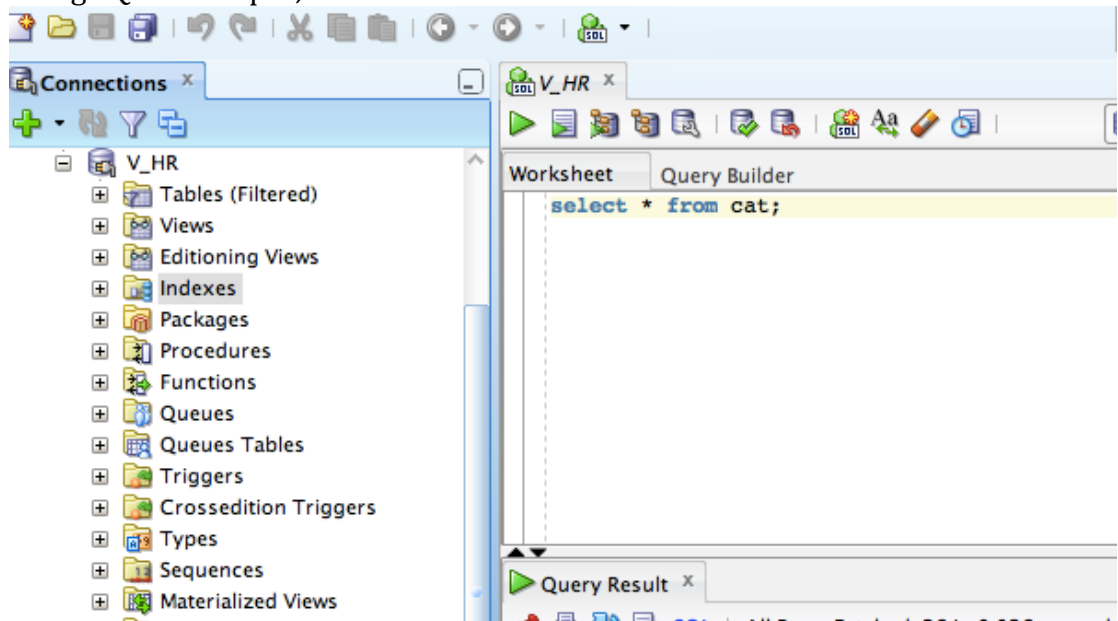 Connections
V_HR
Worksheet
Query Builder
select * from cat;
V_HR
Tables (Filtered)
Views
Editioning Views
Indexes
Packages
Procedures
Functions
Queues
Queues Tables
Triggers
Crossedition Triggers
Types
Sequences
Materialized Views
Query Result